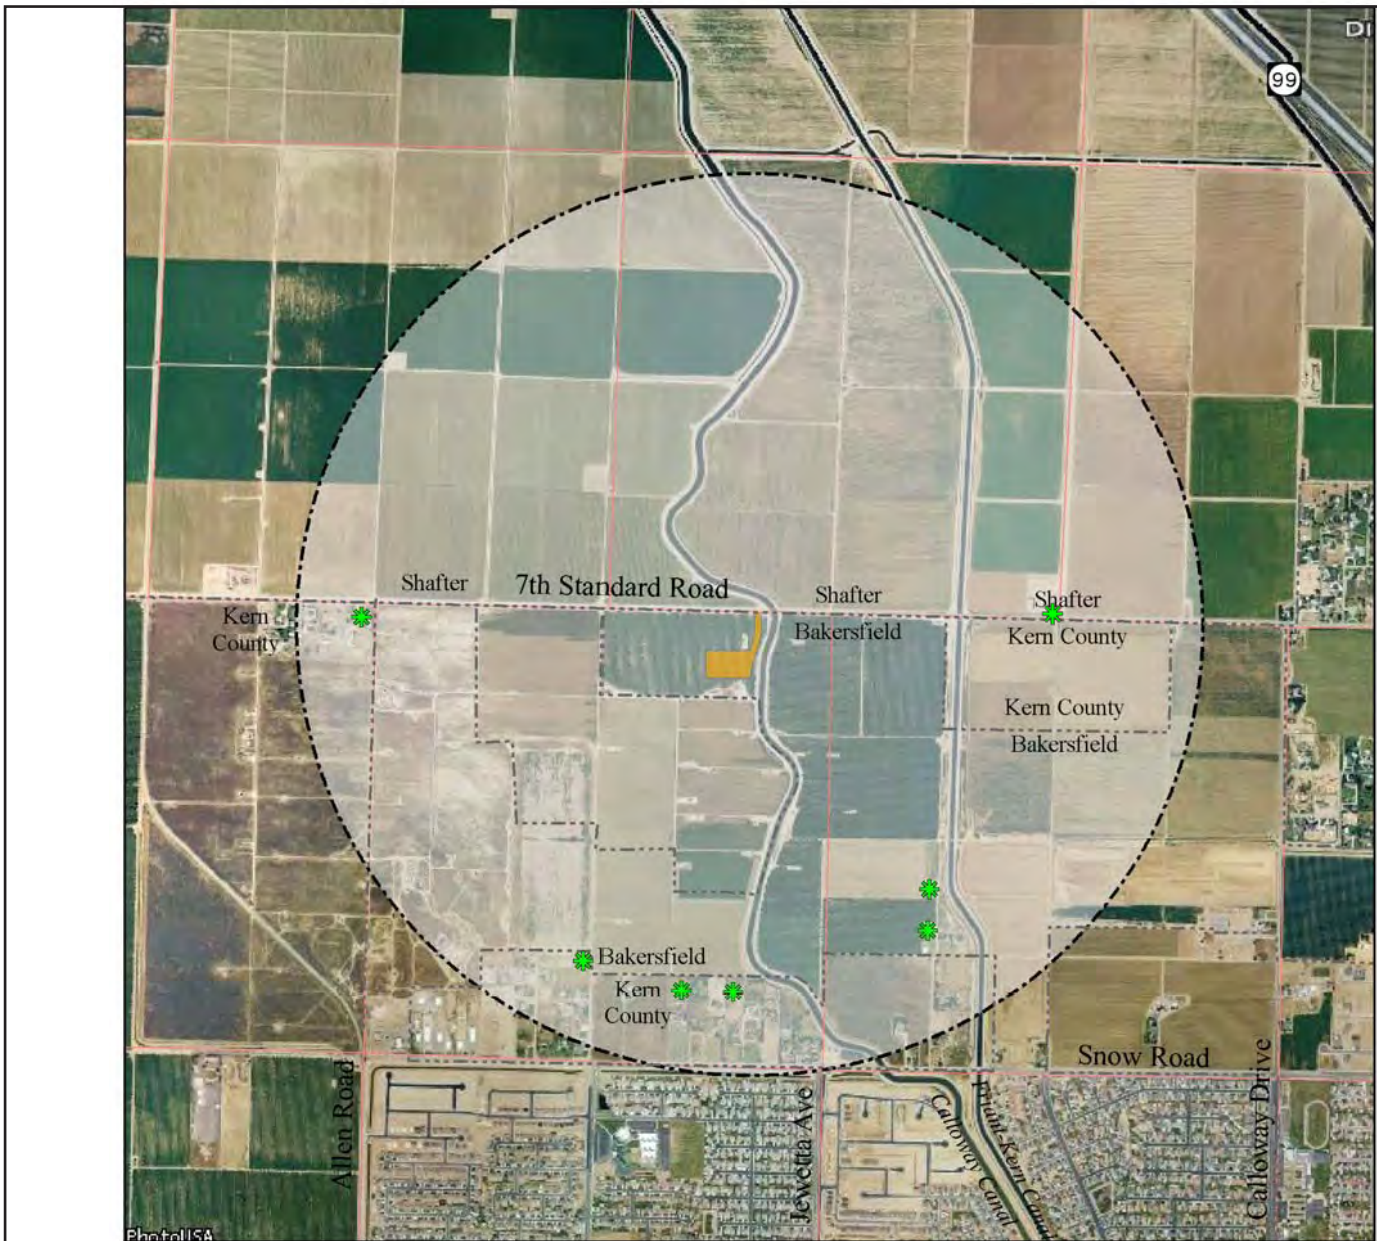 DI
99
Shafter
7th Standard Road
Shafter
Shafter
Kern
County
Bakersfield
Kern County
Kern County
Bakersfield
Bakersfield
Kern
County
Snow Road
Allen Road
Jewetta Ave
Calloway Canal
Friant-Kern Canal
Calloway Drive
PhotoUSA